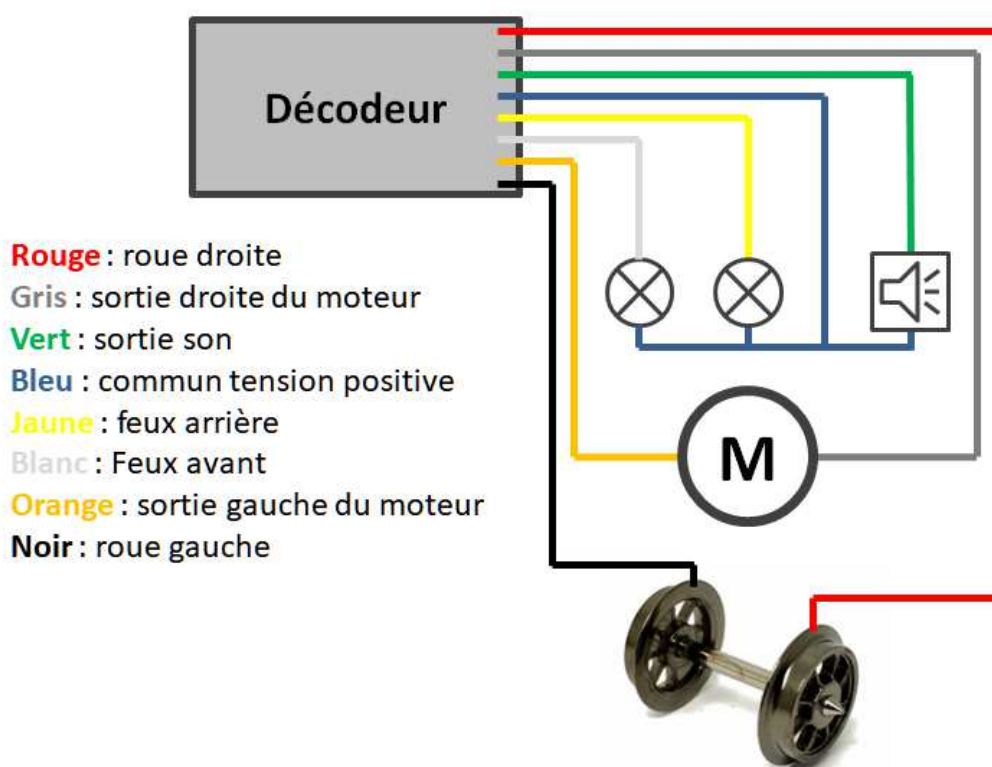 Décodeur
Rouge : roue droite
Gris : sortie droite du moteur
Vert : sortie son
Bleu : commun tension positive
Jaune : feux arrière
Blanc : Feux avant
Orange : sortie gauche du moteur
Noir : roue gauche
M